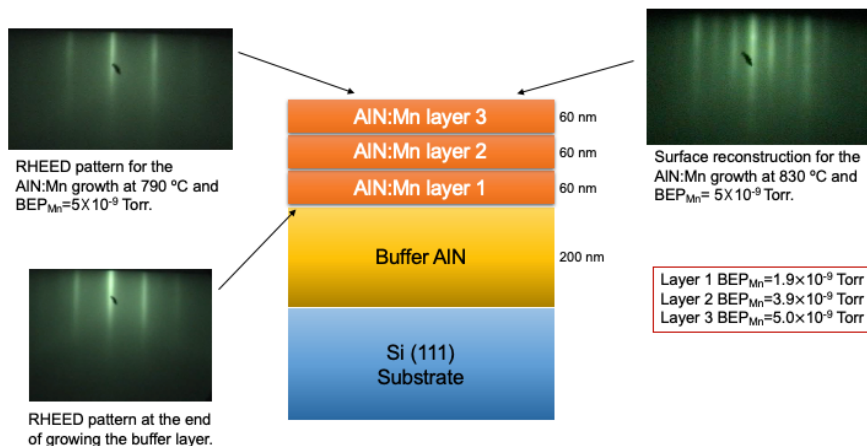 AlN:Mn layer 3
60 nm
AlN:Mn layer 2
60 nm
AlN:Mn layer 1
60 nm
Buffer AlN
200 nm
Si (111)
Substrate
RHEED pattern for the
AlN:Mn growth at 790 ºC and
BEPMn=5X10-9 Torr.
Surface reconstruction for the
AlN:Mn growth at 830 ºC and
BEPMn= 5X10-9 Torr.
Layer 1 BEPMn=1.9×10-9 Torr
Layer 2 BEPMn=3.9×10-9 Torr
Layer 3 BEPMn=5.0×10-9 Torr
RHEED pattern at the end
of growing the buffer layer.